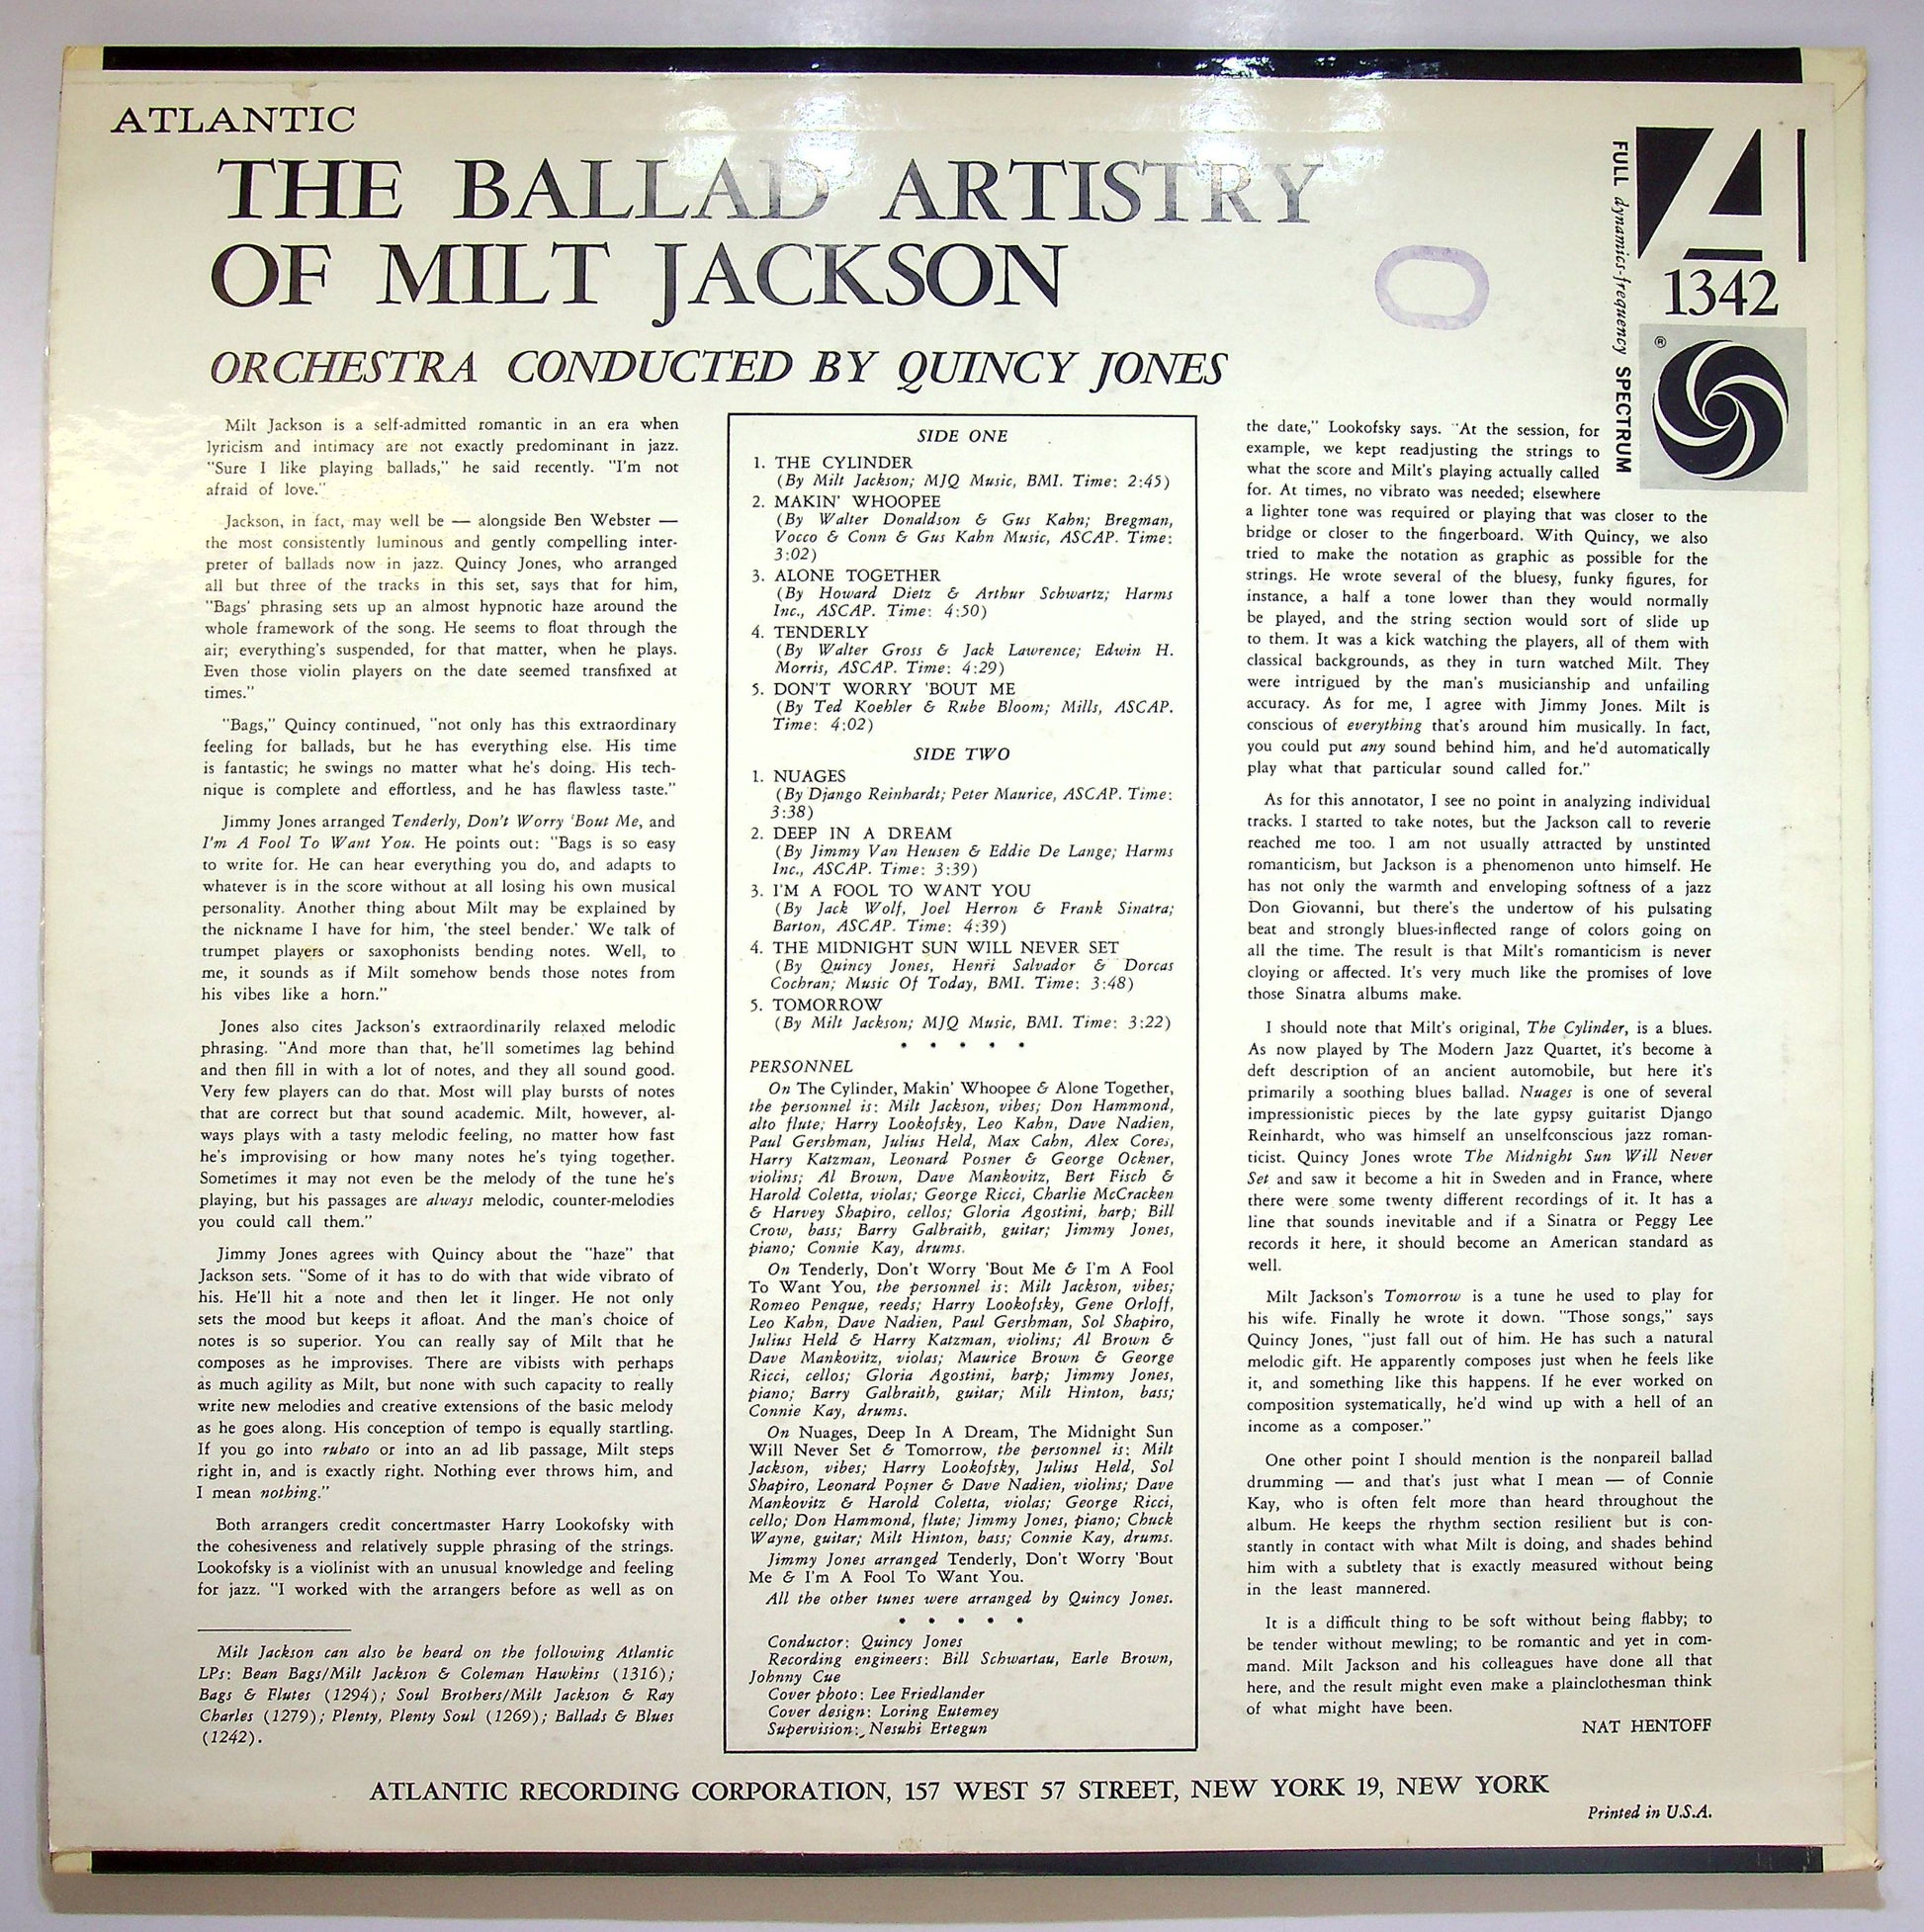 ATLANTIC
THE BALLAD ARTISTRY
OF MILT JACKSON
ORCHESTRA CONDUCTED BY QUINCY JONES
FULL dynamics-frequency SPECTRUM
A
1342
®
Milt Jackson is a self-admitted romantic in an era when
lyricism and intimacy are not exactly predominant in jazz.
"Sure I like playing ballads," he said recently. "I'm not
afraid of love."
Jackson, in fact, may well be — alongside Ben Webster —
the most consistently luminous and gently compelling inter-
preter of ballads now in jazz. Quincy Jones, who arranged
all but three of the tracks in this set, says that for him,
"Bags' phrasing sets up an almost hypnotic haze around the
whole framework of the song. He seems to float through the
air; everything's suspended, for that matter, when he plays.
Even those violin players on the date seemed transfixed at
times."
"Bags," Quincy continued, "not only has this extraordinary
feeling for ballads, but he has everything else. His time
is fantastic; he swings no matter what he's doing. His tech-
nique is complete and effortless, and he has flawless taste."
Jimmy Jones arranged Tenderly, Don't Worry 'Bout Me, and
I'm A Fool To Want You. He points out: "Bags is so easy
to write for. He can hear everything you do, and adapts to
whatever is in the score without at all losing his own musical
personality. Another thing about Milt may be explained by
the nickname I have for him, 'the steel bender.' We talk of
trumpet players or saxophonists bending notes. Well, to
me, it sounds as if Milt somehow bends those notes from
his vibes like a horn."
Jones also cites Jackson's extraordinarily relaxed melodic
phrasing. "And more than that, he'll sometimes lag behind
and then fill in with a lot of notes, and they all sound good.
Very few players can do that. Most will play bursts of notes
that are correct but that sound academic. Milt, however, al-
ways plays with a tasty melodic feeling, no matter how fast
he's improvising or how many notes he's tying together.
Sometimes it may not even be the melody of the tune he's
playing, but his passages are always melodic, counter-melodies
you could call them."
Jimmy Jones agrees with Quincy about the "haze" that
Jackson sets. "Some of it has to do with that wide vibrato of
his. He'll hit a note and then let it linger. He not only
sets the mood but keeps it afloat. And the man's choice of
notes is so superior. You can really say of Milt that he
composes as he improvises. There are vibists with perhaps
as much agility as Milt, but none with such capacity to really
write new melodies and creative extensions of the basic melody
as he goes along. His conception of tempo is equally startling.
If you go into rubato or into an ad lib passage, Milt steps
right in, and is exactly right. Nothing ever throws him, and
I mean nothing."
Both arrangers credit concertmaster Harry Lookofsky with
the cohesiveness and relatively supple phrasing of the strings.
Lookofsky is a violinist with an unusual knowledge and feeling
for jazz. "I worked with the arrangers before as well as on
Milt Jackson can also be heard on the following Atlantic
LPs: Bean Bags/Milt Jackson & Coleman Hawkins (1316);
Bags & Flutes (1294); Soul Brothers/Milt Jackson & Ray
Charles (1279); Plenty, Plenty Soul (1269); Ballads & Blues
(1242).
SIDE ONE
1. THE CYLINDER
(By Milt Jackson; MJQ Music, BMI. Time: 2:45)
2. MAKIN' WHOOPEE
(By Walter Donaldson & Gus Kahn; Bregman,
Vocco & Conn & Gus Kahn Music, ASCAP. Time:
3:02)
3. ALONE TOGETHER
(By Howard Dietz & Arthur Schwartz; Harms
Inc., ASCAP. Time: 4:50)
4. TENDERLY
(By Walter Gross & Jack Lawrence; Edwin H.
Morris, ASCAP. Time: 4:29)
5. DON'T WORRY 'BOUT ME
(By Ted Koehler & Rube Bloom; Mills, ASCAP.
Time: 4:02)
SIDE TWO
1. NUAGES
(By Django Reinhardt; Peter Maurice, ASCAP. Time:
3:38)
2. DEEP IN A DREAM
(By Jimmy Van Heusen & Eddie De Lange; Harms
Inc., ASCAP. Time: 3:39)
3. I'M A FOOL TO WANT YOU
(By Jack Wolf, Joel Herron & Frank Sinatra;
Barton, ASCAP. Time: 4:39)
4. THE MIDNIGHT SUN WILL NEVER SET
(By Quincy Jones, Henri Salvador & Dorcas
Cochran; Music Of Today, BMI. Time: 3:48)
5. TOMORROW
(By Milt Jackson; MJQ Music, BMI. Time: 3:22)
• • • • •
PERSONNEL
On The Cylinder, Makin' Whoopee & Alone Together,
the personnel is: Milt Jackson, vibes; Don Hammond,
alto flute; Harry Lookofsky, Leo Kahn, Dave Nadien,
Paul Gershman, Julius Held, Max Cahn, Alex Cores,
Harry Katzman, Leonard Posner & George Ockner,
violins; Al Brown, Dave Mankovitz, Bert Fisch &
Harold Coletta, violas; George Ricci, Charlie McCracken
& Harvey Shapiro, cellos; Gloria Agostini, harp; Bill
Crow, bass; Barry Galbraith, guitar; Jimmy Jones,
piano; Connie Kay, drums.
On Tenderly, Don't Worry 'Bout Me & I'm A Fool
To Want You, the personnel is: Milt Jackson, vibes;
Romeo Penque, reeds; Harry Lookofsky, Gene Orloff,
Leo Kahn, Dave Nadien, Paul Gershman, Sol Shapiro,
Julius Held & Harry Katzman, violins; Al Brown &
Dave Mankovitz, violas; Maurice Brown & George
Ricci, cellos; Gloria Agostini, harp; Jimmy Jones,
piano; Barry Galbraith, guitar; Milt Hinton, bass;
Connie Kay, drums.
On Nuages, Deep In A Dream, The Midnight Sun
Will Never Set & Tomorrow, the personnel is: Milt
Jackson, vibes; Harry Lookofsky, Julius Held, Sol
Shapiro, Leonard Posner & Dave Nadien, violins; Dave
Mankovitz & Harold Coletta, violas; George Ricci,
cello; Don Hammond, flute; Jimmy Jones, piano; Chuck
Wayne, guitar; Milt Hinton, bass; Connie Kay, drums.
Jimmy Jones arranged Tenderly, Don't Worry 'Bout
Me & I'm A Fool To Want You.
All the other tunes were arranged by Quincy Jones.
• • • • •
Conductor: Quincy Jones
Recording engineers: Bill Schwartau, Earle Brown,
Johnny Cue
Cover photo: Lee Friedlander
Cover design: Loring Eutemey
Supervision: Nesuhi Ertegun
the date," Lookofsky says. "At the session, for
example, we kept readjusting the strings to
what the score and Milt's playing actually called
for. At times, no vibrato was needed; elsewhere
a lighter tone was required or playing that was closer to the
bridge or closer to the fingerboard. With Quincy, we also
tried to make the notation as graphic as possible for the
strings. He wrote several of the bluesy, funky figures, for
instance, a half a tone lower than they would normally
be played, and the string section would sort of slide up
to them. It was a kick watching the players, all of them with
classical backgrounds, as they in turn watched Milt. They
were intrigued by the man's musicianship and unfailing
accuracy. As for me, I agree with Jimmy Jones. Milt is
conscious of everything that's around him musically. In fact,
you could put any sound behind him, and he'd automatically
play what that particular sound called for."
As for this annotator, I see no point in analyzing individual
tracks. I started to take notes, but the Jackson call to reverie
reached me too. I am not usually attracted by unstinted
romanticism, but Jackson is a phenomenon unto himself. He
has not only the warmth and enveloping softness of a jazz
Don Giovanni, but there's the undertow of his pulsating
beat and strongly blues-inflected range of colors going on
all the time. The result is that Milt's romanticism is never
cloying or affected. It's very much like the promises of love
those Sinatra albums make.
I should note that Milt's original, The Cylinder, is a blues.
As now played by The Modern Jazz Quartet, it's become a
deft description of an ancient automobile, but here it's
primarily a soothing blues ballad. Nuages is one of several
impressionistic pieces by the late gypsy guitarist Django
Reinhardt, who was himself an unselfconscious jazz roman-
ticist. Quincy Jones wrote The Midnight Sun Will Never
Set and saw it become a hit in Sweden and in France, where
there were some twenty different recordings of it. It has a
line that sounds inevitable and if a Sinatra or Peggy Lee
records it here, it should become an American standard as
well.
Milt Jackson's Tomorrow is a tune he used to play for
his wife. Finally he wrote it down. "Those songs," says
Quincy Jones, "just fall out of him. He has such a natural
melodic gift. He apparently composes just when he feels like
it, and something like this happens. If he ever worked on
composition systematically, he'd wind up with a hell of an
income as a composer."
One other point I should mention is the nonpareil ballad
drumming — and that's just what I mean — of Connie
Kay, who is often felt more than heard throughout the
album. He keeps the rhythm section resilient but is con-
stantly in contact with what Milt is doing, and shades behind
him with a subtlety that is exactly measured without being
in the least mannered.
It is a difficult thing to be soft without being flabby; to
be tender without mewling; to be romantic and yet in com-
mand. Milt Jackson and his colleagues have done all that
here, and the result might even make a plainclothesman think
of what might have been.
NAT HENTOFF
ATLANTIC RECORDING CORPORATION, 157 WEST 57 STREET, NEW YORK 19, NEW YORK
Printed in U.S.A.